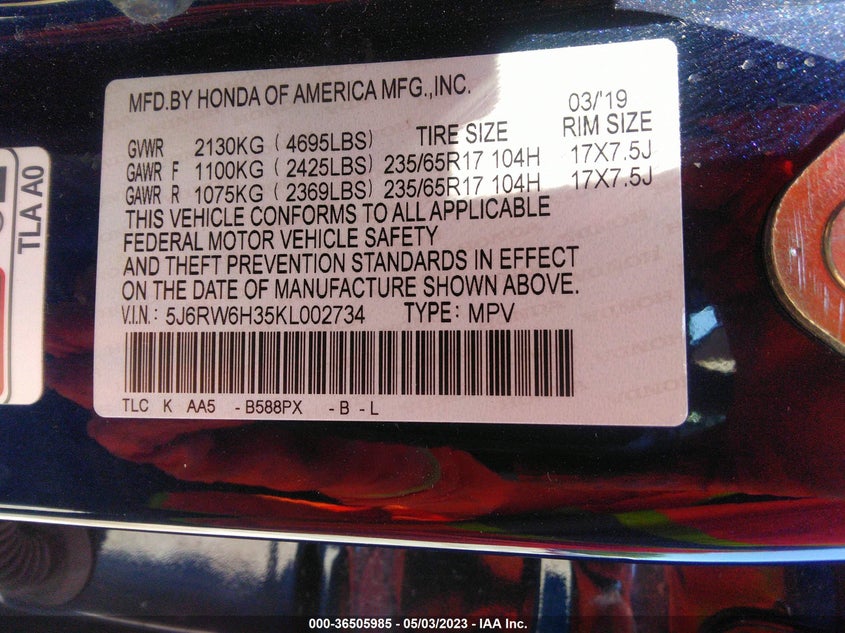 MFD.BY HONDA OF AMERICA MFG.,INC.
03/'19
GVWR 2130KG ( 4695LBS) TIRE SIZE RIM SIZE
GAWR F 1100KG ( 2425LBS) 235/65R17 104H 17X7.5J
GAWR R 1075KG ( 2369LBS) 235/65R17 104H 17X7.5J
THIS VEHICLE CONFORMS TO ALL APPLICABLE
FEDERAL MOTOR VEHICLE SAFETY
AND THEFT PREVENTION STANDARDS IN EFFECT
ON THE DATE OF MANUFACTURE SHOWN ABOVE.
V.I.N.: 5J6RW6H35KL002734 TYPE: MPV
TLC K AA5 - B588PX - B - L
TLA A0
000-36505985 - 05/03/2023 - IAA Inc.